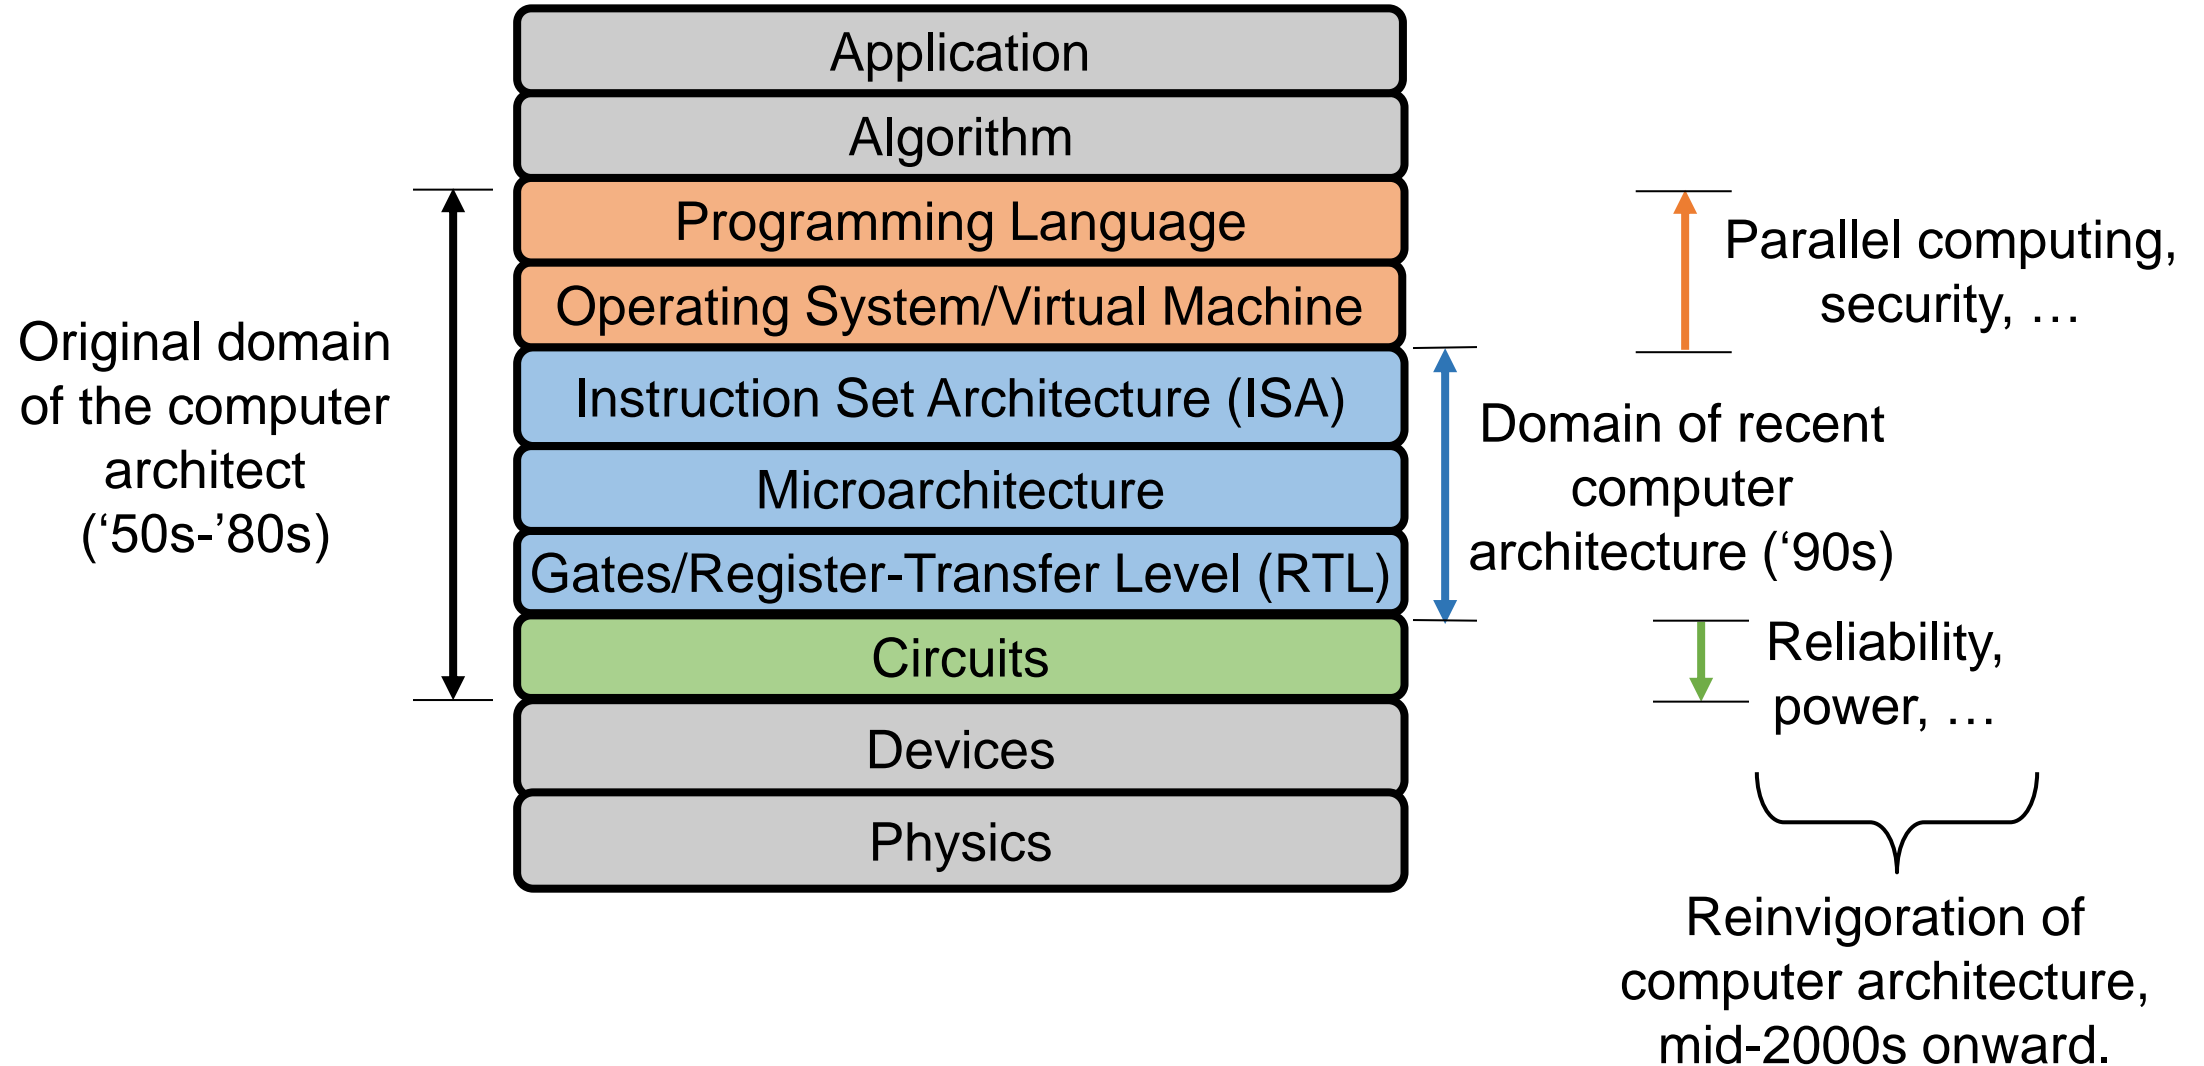 Application
Algorithm
Programming Language
Operating System/Virtual Machine
Instruction Set Architecture (ISA)
Microarchitecture
Gates/Register-Transfer Level (RTL)
Circuits
Devices
Physics
Original domain
of the computer
architect
(‘50s-’80s)
Parallel computing,
security, …
Domain of recent
computer
architecture (‘90s)
Reliability,
power, …
Reinvigoration of
computer architecture,
mid-2000s onward.